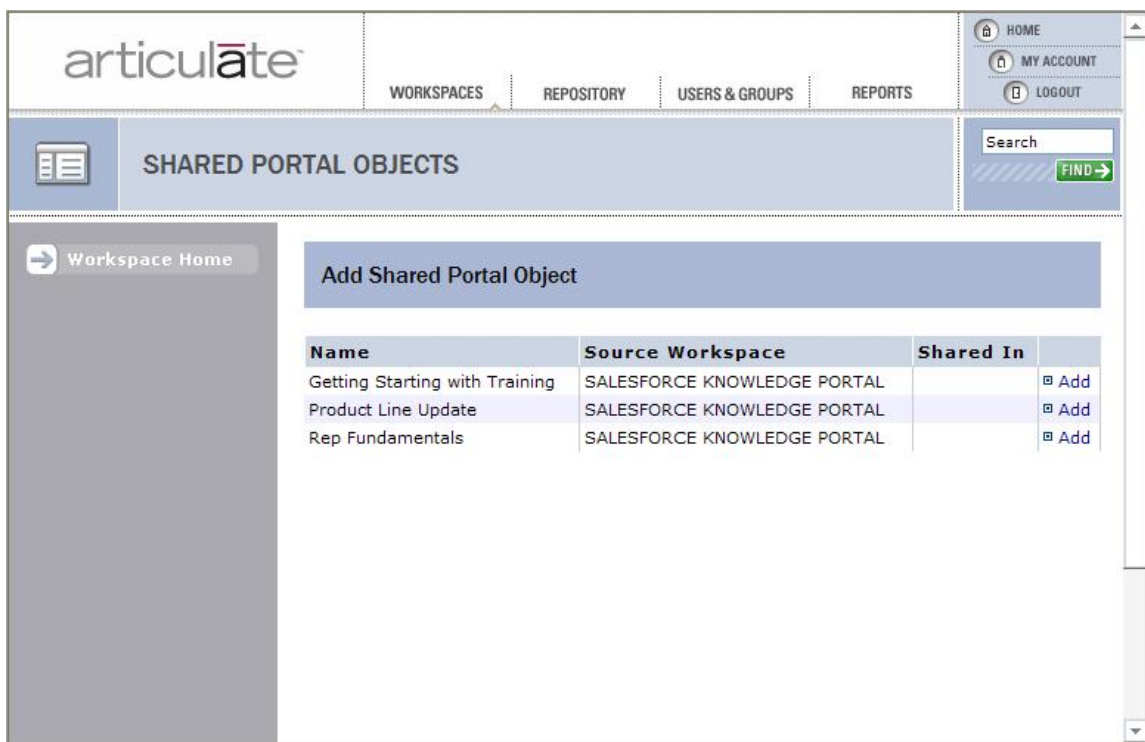 articulāte™
WORKSPACES
REPOSITORY
USERS & GROUPS
REPORTS
HOME
MY ACCOUNT
LOGOUT
SHARED PORTAL OBJECTS
Search
FIND
Workspace Home
Add Shared Portal Object
Name Source Workspace Shared In
Getting Starting with Training SALESFORCE KNOWLEDGE PORTAL Add
Product Line Update SALESFORCE KNOWLEDGE PORTAL Add
Rep Fundamentals SALESFORCE KNOWLEDGE PORTAL Add